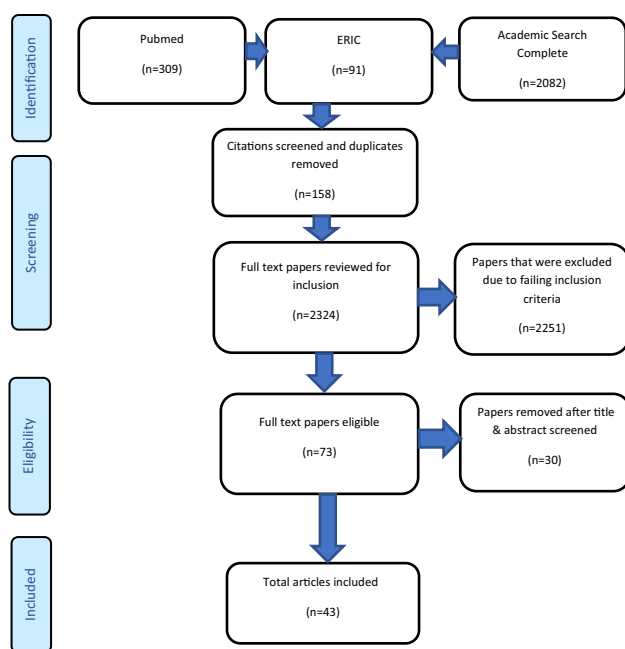 Identification
Pubmed
(n=309)
ERIC
(n=91)
Academic Search
Complete
(n=2082)
Citations screened and duplicates
removed
(n=158)
Screening
Full text papers reviewed for
inclusion
(n=2324)
Papers that were excluded
due to failing inclusion
criteria
(n=2251)
Eligibility
Full text papers eligible
(n=73)
Papers removed after title
& abstract screened
(n=30)
Included
Total articles included
(n=43)